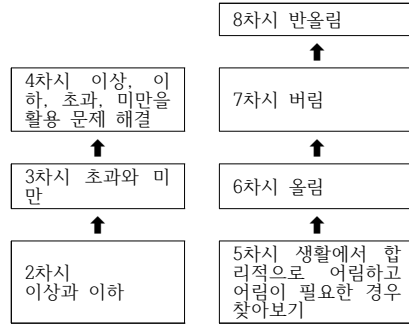 8차시 반올림
4차시 이상, 이
하, 초과, 미만을
활용 문제 해결
7차시 버림
3차시 초과와 미
만
6차시 올림
2차시
이상과 이하
5차시 생활에서 합
리적으로 어림하고
어림이 필요한 경우
찾아보기